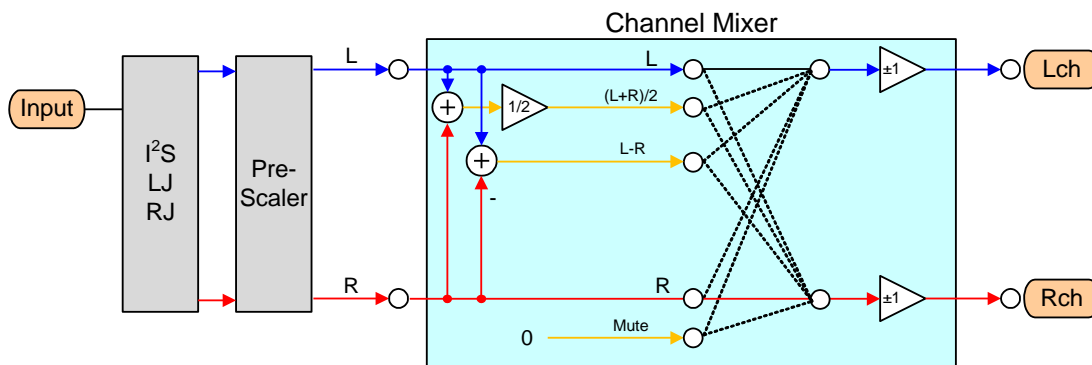 Channel Mixer
Input
I²S
LJ
RJ
Pre-
Scaler
L
L
±1
Lch
+
1/2
(L+R)/2
+
L-R
-
R
R
±1
Rch
0
Mute